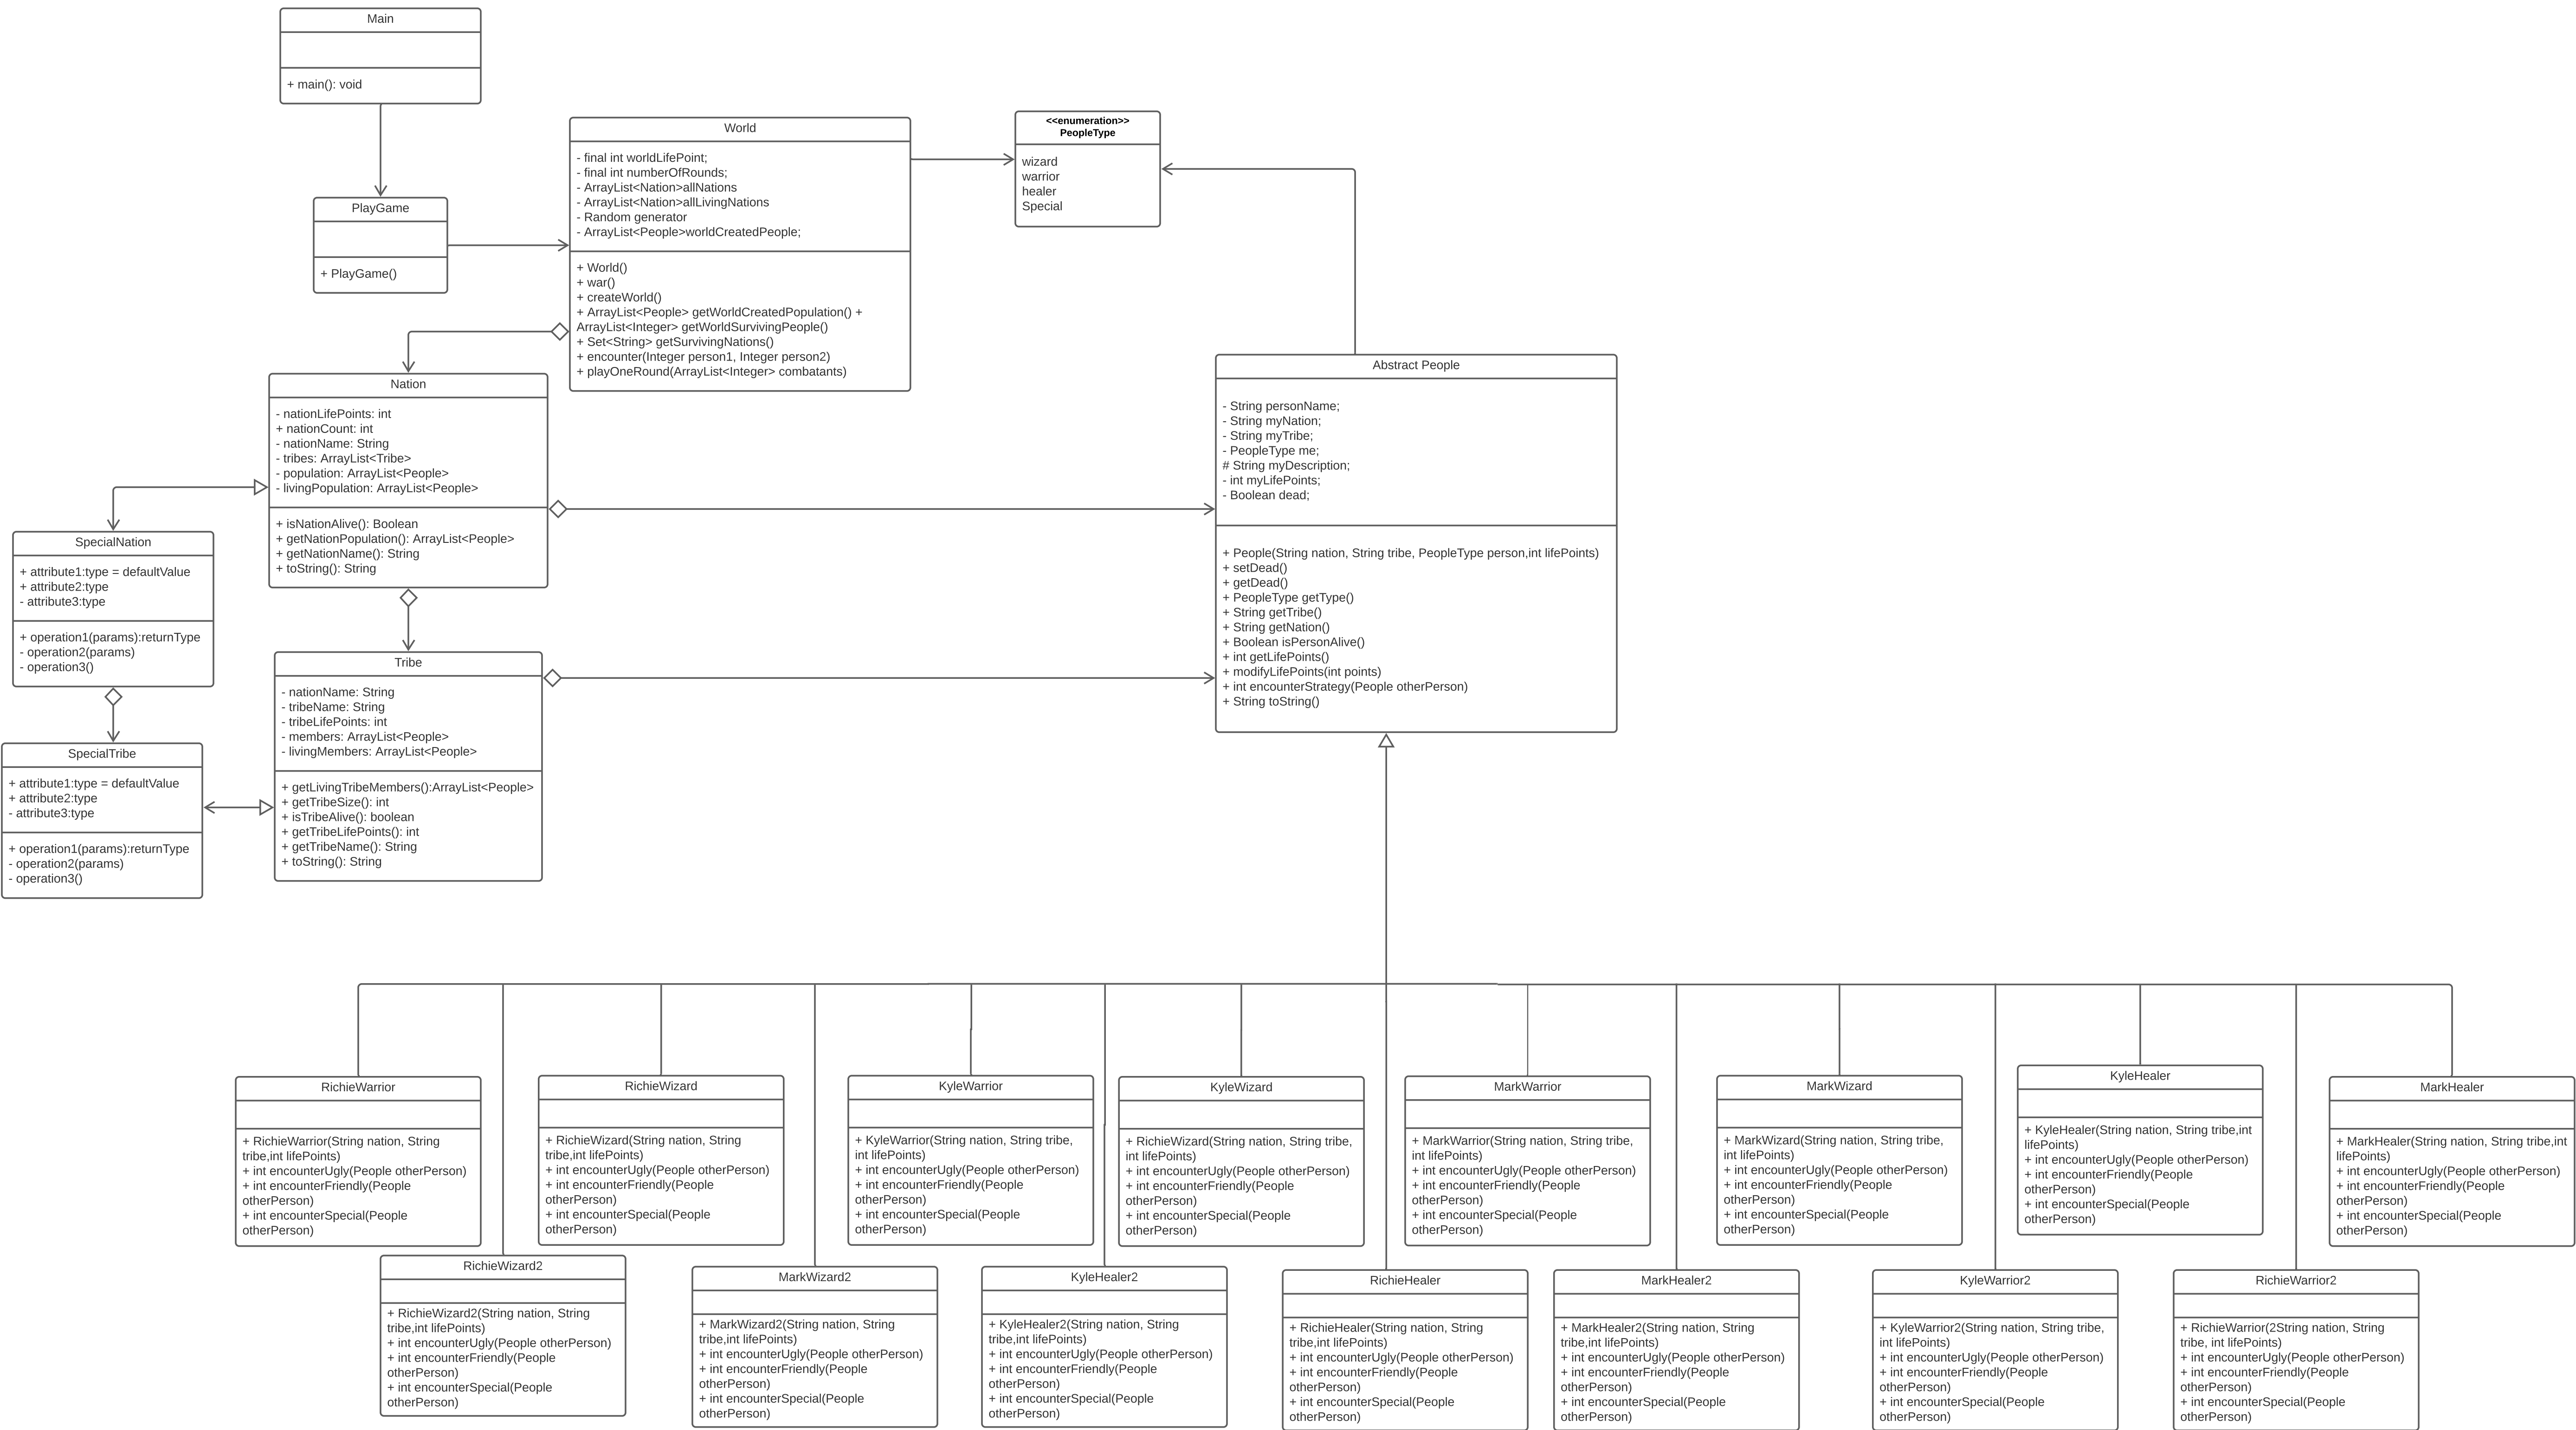 Main
+ main(): void
PlayGame
+ PlayGame()
World
- final int worldLifePoint;
- final int numberOfRounds;
- ArrayList<Nation>allNations
- ArrayList<Nation>allLivingNations
- Random generator
- ArrayList<People>worldCreatedPeople;
+ World()
+ war()
+ createWorld()
+ ArrayList<People> getWorldCreatedPopulation() +
ArrayList<Integer> getWorldSurvivingPeople()
+ Set<String> getSurvivingNations()
+ encounter(Integer person1, Integer person2)
+ playOneRound(ArrayList<Integer> combatants)
<<enumeration>>
PeopleType
wizard
warrior
healer
Special
Nation
- nationLifePoints: int
+ nationCount: int
- nationName: String
- tribes: ArrayList<Tribe>
- population: ArrayList<People>
- livingPopulation: ArrayList<People>
+ isNationAlive(): Boolean
+ getNationPopulation(): ArrayList<People>
+ getNationName(): String
+ toString(): String
Abstract People
- String personName;
- String myNation;
- String myTribe;
- PeopleType me;
# String myDescription;
- int myLifePoints;
- Boolean dead;
+ People(String nation, String tribe, PeopleType person,int lifePoints)
+ setDead()
+ getDead()
+ PeopleType getType()
+ String getTribe()
+ String getNation()
+ Boolean isPersonAlive()
+ int getLifePoints()
+ modifyLifePoints(int points)
+ int encounterStrategy(People otherPerson)
+ String toString()
SpecialNation
+ attribute1:type = defaultValue
+ attribute2:type
- attribute3:type
+ operation1(params):returnType
- operation2(params)
- operation3()
Tribe
- nationName: String
- tribeName: String
- tribeLifePoints: int
- members: ArrayList<People>
- livingMembers: ArrayList<People>
+ getLivingTribeMembers():ArrayList<People>
+ getTribeSize(): int
+ isTribeAlive(): boolean
+ getTribeLifePoints(): int
+ getTribeName(): String
+ toString(): String
SpecialTribe
+ attribute1:type = defaultValue
+ attribute2:type
- attribute3:type
+ operation1(params):returnType
- operation2(params)
- operation3()
RichieWarrior
+ RichieWarrior(String nation, String
tribe,int lifePoints)
+ int encounterUgly(People otherPerson)
+ int encounterFriendly(People
otherPerson)
+ int encounterSpecial(People
otherPerson)
RichieWizard
+ RichieWizard(String nation, String
tribe,int lifePoints)
+ int encounterUgly(People otherPerson)
+ int encounterFriendly(People
otherPerson)
+ int encounterSpecial(People
otherPerson)
KyleWarrior
+ KyleWarrior(String nation, String tribe,
int lifePoints)
+ int encounterUgly(People otherPerson)
+ int encounterFriendly(People
otherPerson)
+ int encounterSpecial(People
otherPerson)
KyleWizard
+ RichieWizard(String nation, String tribe,
int lifePoints)
+ int encounterUgly(People otherPerson)
+ int encounterFriendly(People
otherPerson)
+ int encounterSpecial(People
otherPerson)
MarkWarrior
+ MarkWarrior(String nation, String tribe,
int lifePoints)
+ int encounterUgly(People otherPerson)
+ int encounterFriendly(People
otherPerson)
+ int encounterSpecial(People
otherPerson)
MarkWizard
+ MarkWizard(String nation, String tribe,
int lifePoints)
+ int encounterUgly(People otherPerson)
+ int encounterFriendly(People
otherPerson)
+ int encounterSpecial(People
otherPerson)
KyleHealer
+ KyleHealer(String nation, String tribe,int
lifePoints)
+ int encounterUgly(People otherPerson)
+ int encounterFriendly(People
otherPerson)
+ int encounterSpecial(People
otherPerson)
MarkHealer
+ MarkHealer(String nation, String tribe,int
lifePoints)
+ int encounterUgly(People otherPerson)
+ int encounterFriendly(People
otherPerson)
+ int encounterSpecial(People
otherPerson)
RichieWizard2
+ RichieWizard2(String nation, String
tribe,int lifePoints)
+ int encounterUgly(People otherPerson)
+ int encounterFriendly(People
otherPerson)
+ int encounterSpecial(People
otherPerson)
MarkWizard2
+ MarkWizard2(String nation, String
tribe,int lifePoints)
+ int encounterUgly(People otherPerson)
+ int encounterFriendly(People
otherPerson)
+ int encounterSpecial(People
otherPerson)
KyleHealer2
+ KyleHealer2(String nation, String
tribe,int lifePoints)
+ int encounterUgly(People otherPerson)
+ int encounterFriendly(People
otherPerson)
+ int encounterSpecial(People
otherPerson)
RichieHealer
+ RichieHealer(String nation, String
tribe,int lifePoints)
+ int encounterUgly(People otherPerson)
+ int encounterFriendly(People
otherPerson)
+ int encounterSpecial(People
otherPerson)
MarkHealer2
+ MarkHealer2(String nation, String
tribe,int lifePoints)
+ int encounterUgly(People otherPerson)
+ int encounterFriendly(People
otherPerson)
+ int encounterSpecial(People
otherPerson)
KyleWarrior2
+ KyleWarrior2(String nation, String tribe,
int lifePoints)
+ int encounterUgly(People otherPerson)
+ int encounterFriendly(People
otherPerson)
+ int encounterSpecial(People
otherPerson)
RichieWarrior2
+ RichieWarrior(2String nation, String
tribe, int lifePoints)
+ int encounterUgly(People otherPerson)
+ int encounterFriendly(People
otherPerson)
+ int encounterSpecial(People
otherPerson)